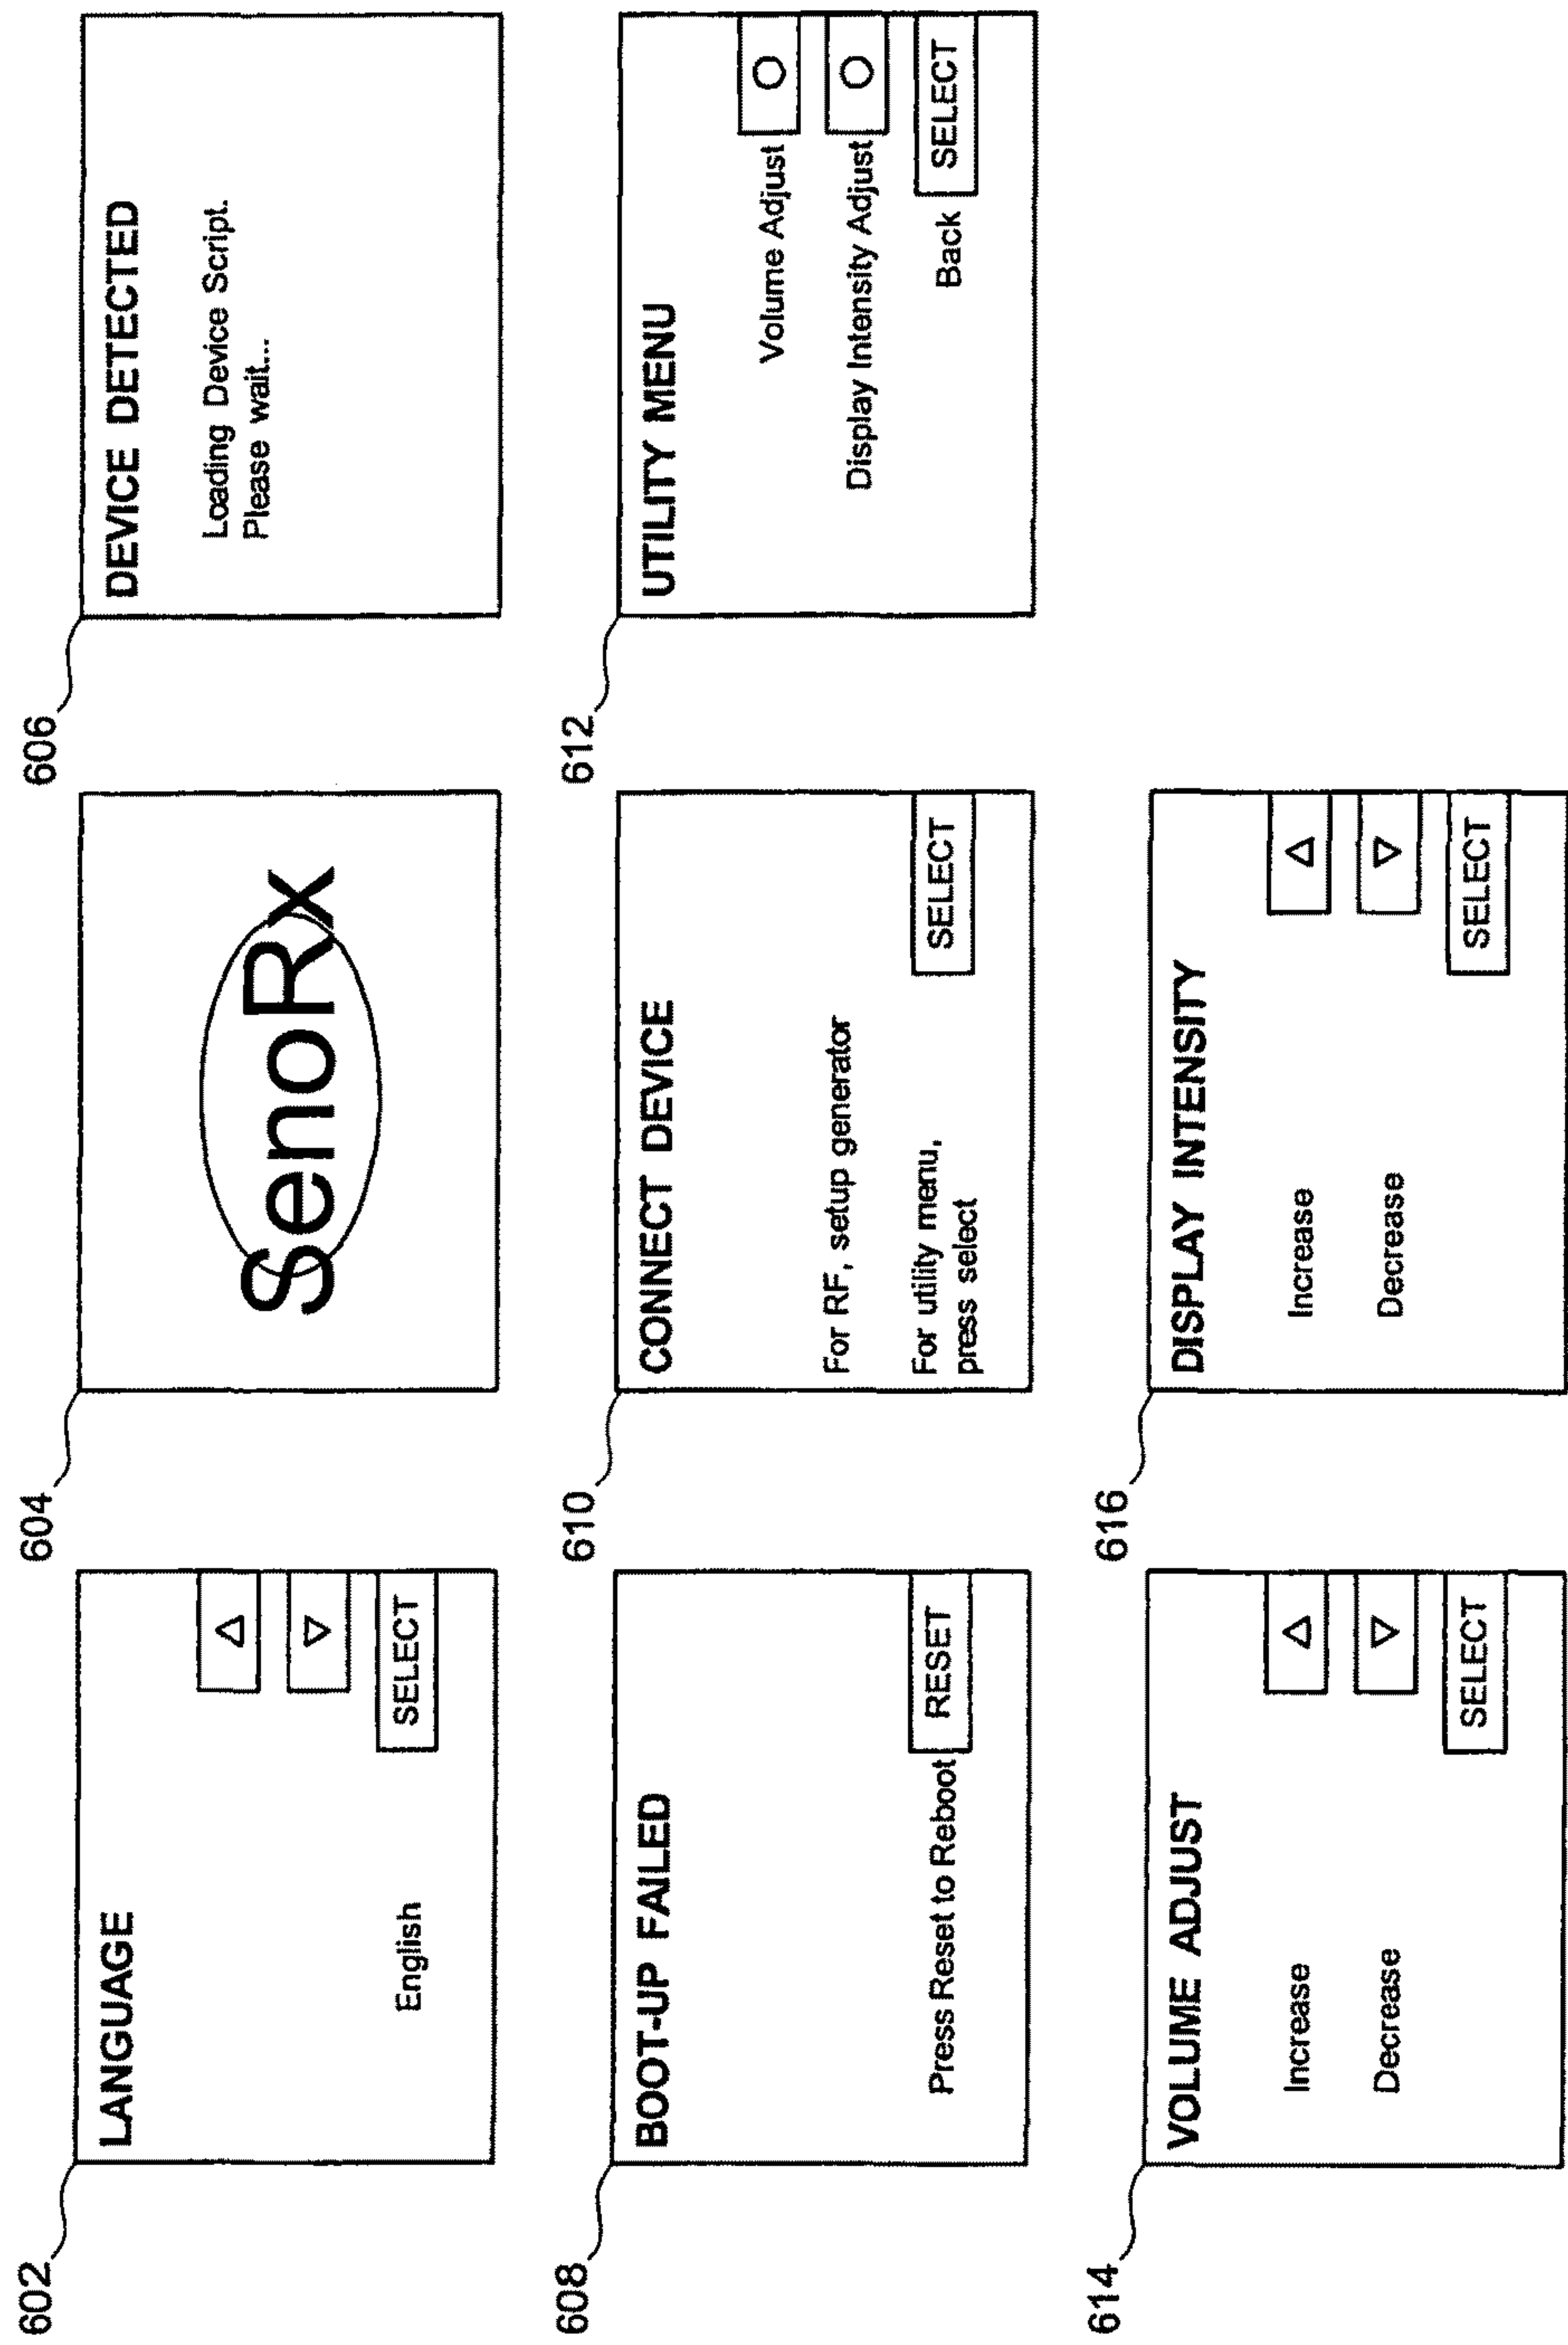 602
LANGUAGE
△
▽
English
SELECT
604
SenoRx
606
DEVICE DETECTED
Loading Device Script.
Please wait...
608
BOOT-UP FAILED
Press Reset to Reboot
RESET
610
CONNECT DEVICE
For RF, setup generator
For utility menu,
press select
SELECT
612
UTILITY MENU
Volume Adjust
Display Intensity Adjust
Back
SELECT
614
VOLUME ADJUST
Increase
△
Decrease
▽
SELECT
616
DISPLAY INTENSITY
Increase
△
Decrease
▽
SELECT